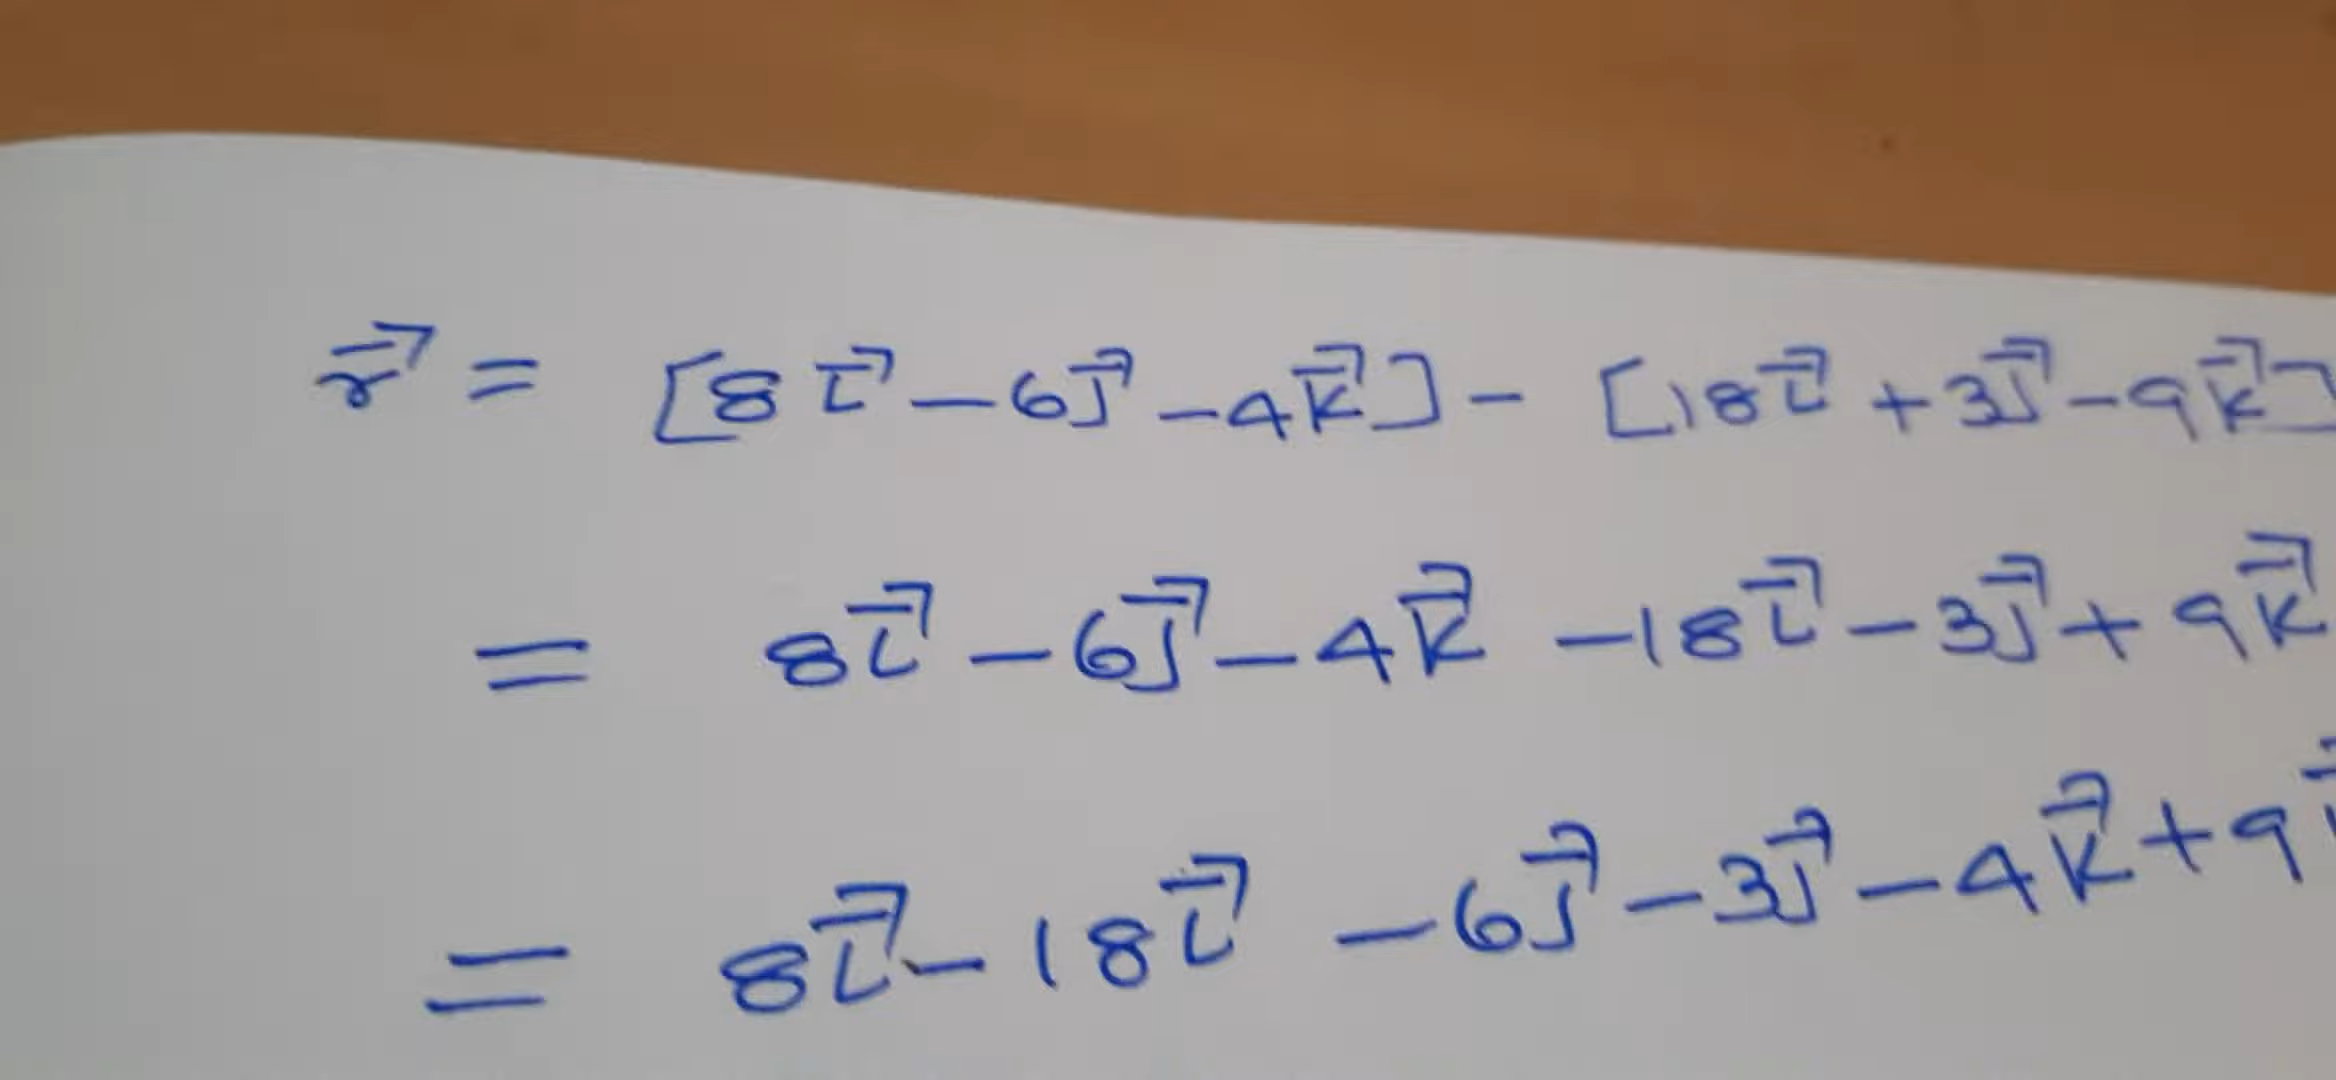 r⃗ = [8i⃗ - 6j⃗ - 4k⃗] - [18i⃗ + 3j⃗ - 9k⃗]
= 8i⃗ - 6j⃗ - 4k⃗ - 18i⃗ - 3j⃗ + 9k⃗
= 8i⃗ - 18i⃗ - 6j⃗ - 3j⃗ - 4k⃗ + 9